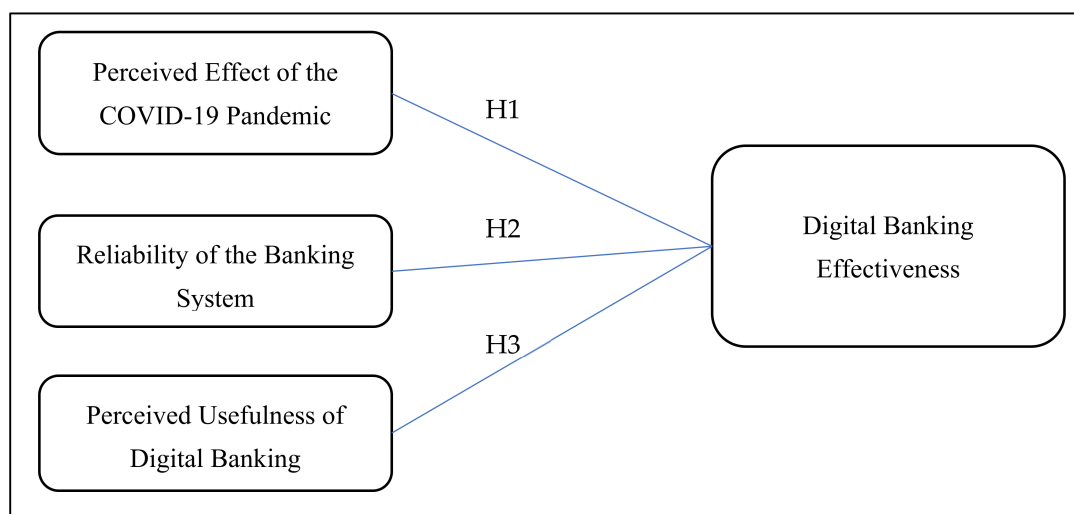 Perceived Effect of the
COVID-19 Pandemic
H1
Reliability of the Banking
System
H2
Perceived Usefulness of
Digital Banking
H3
Digital Banking
Effectiveness